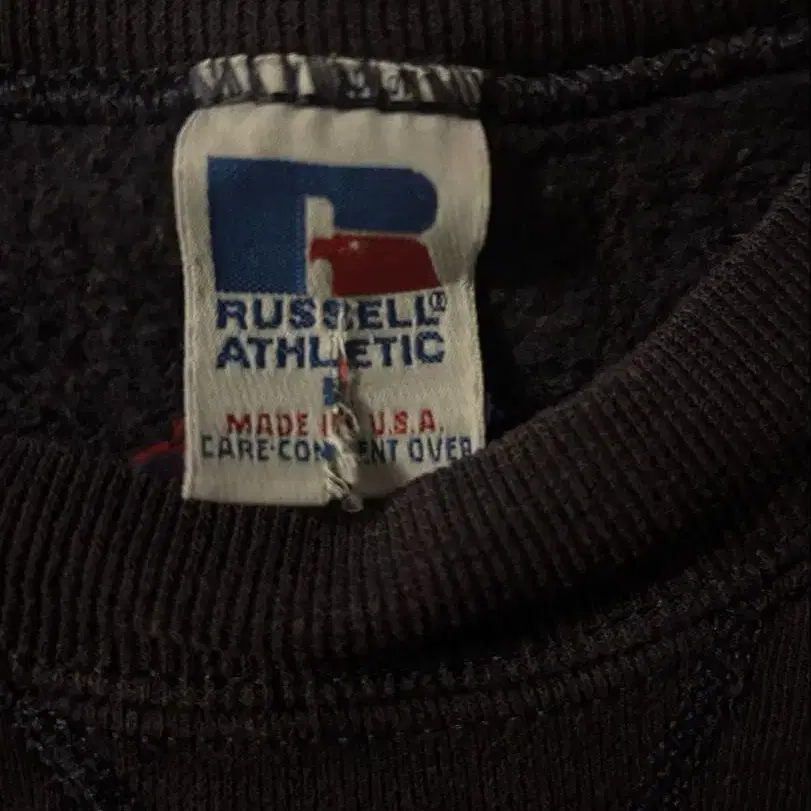 RUSSELL®
ATHLETIC
MADE IN U.S.A.
CARE-CONTENT OVER